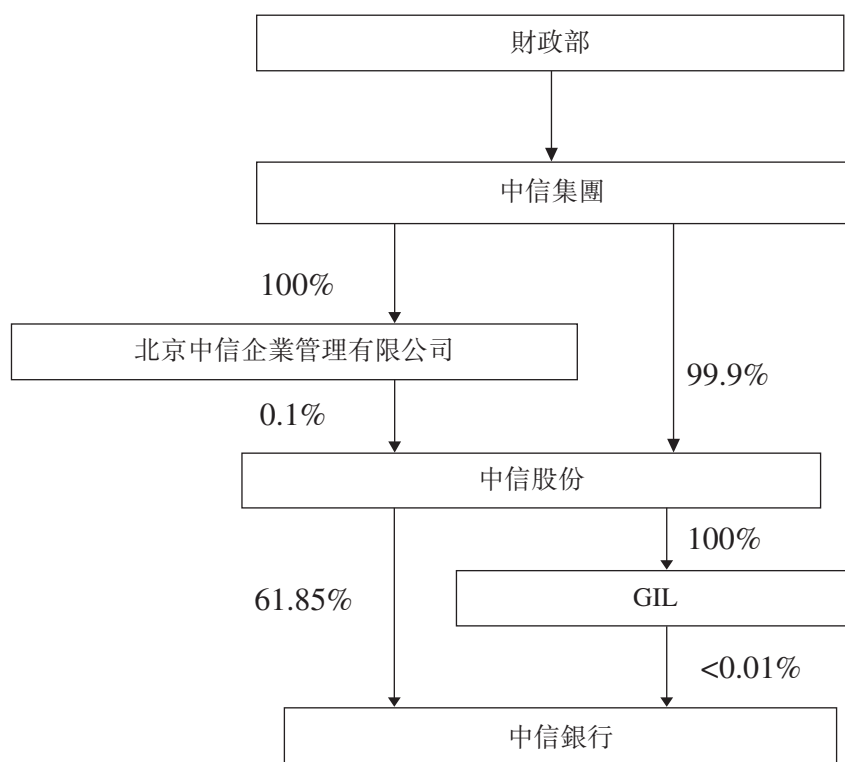 財政部
中信集團
100%
北京中信企業管理有限公司
99.9%
0.1%
中信股份
100%
61.85%
GIL
<0.01%
中信銀行